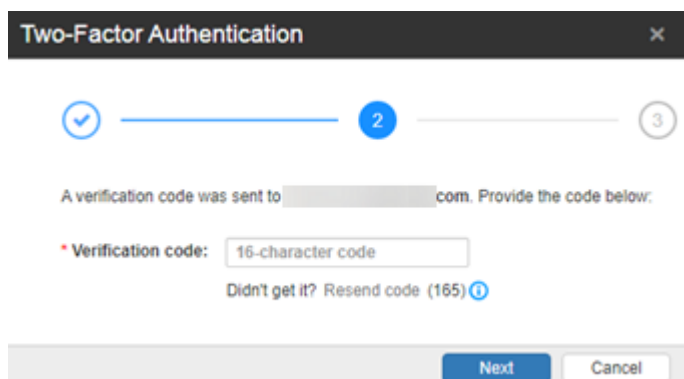 Two-Factor Authentication ×
2 3
A verification code was sent to com. Provide the code below:
* Verification code: 16-character code
Didn't get it? Resend code (165)
Next Cancel